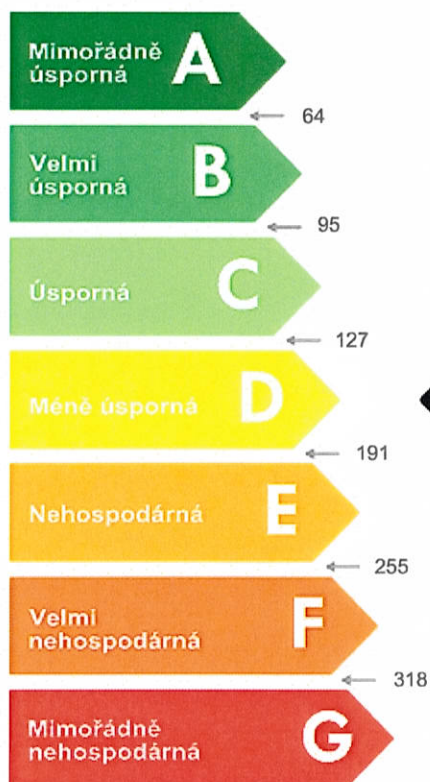 Mimořádně
úsporná
A
64
Velmi
úsporná
B
95
Úsporná
C
127
Méně úsporná
D
191
Nehospodárná
E
255
Velmi
nehospodárná
F
318
Mimořádně
nehospodárná
G